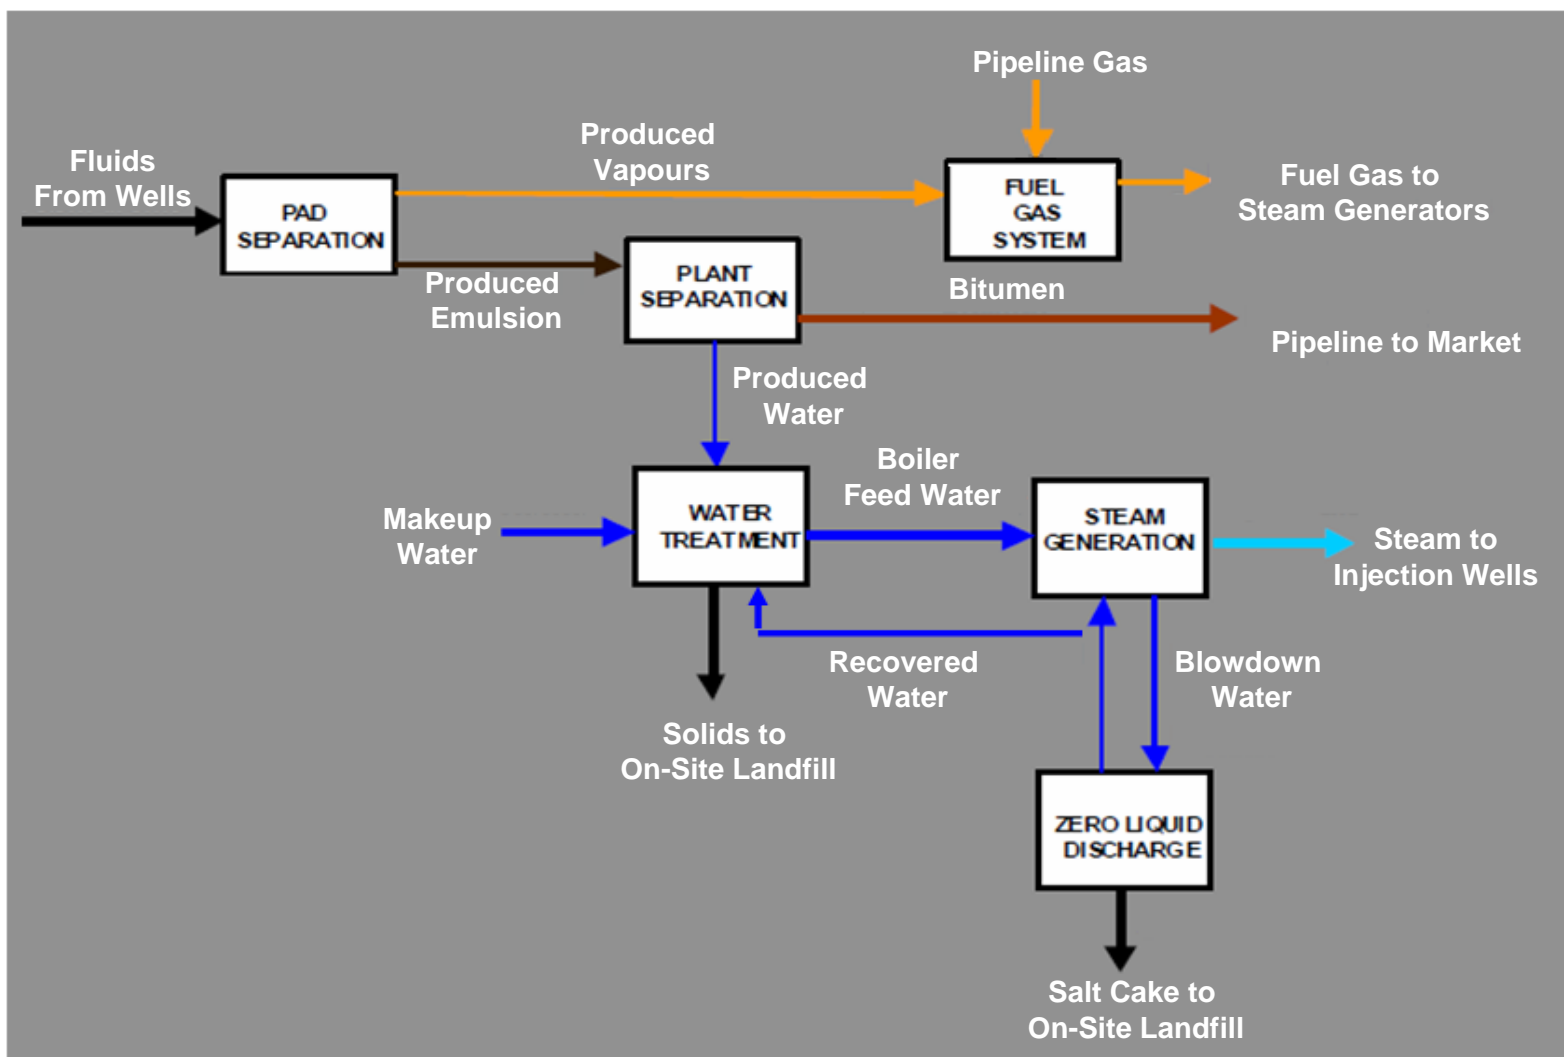 Pipeline Gas
Produced
Vapours
Fluids
From Wells
PAD
SEPARATION
FUEL
GAS
SYSTEM
Fuel Gas to
Steam Generators
Produced
Emulsion
PLANT
SEPARATION
Bitumen
Pipeline to Market
Produced
Water
Makeup
Water
WATER
TREATMENT
Boiler
Feed Water
STEAM
GENERATION
Steam to
Injection Wells
Recovered
Water
Blowdown
Water
Solids to
On-Site Landfill
ZERO LIQUID
DISCHARGE
Salt Cake to
On-Site Landfill